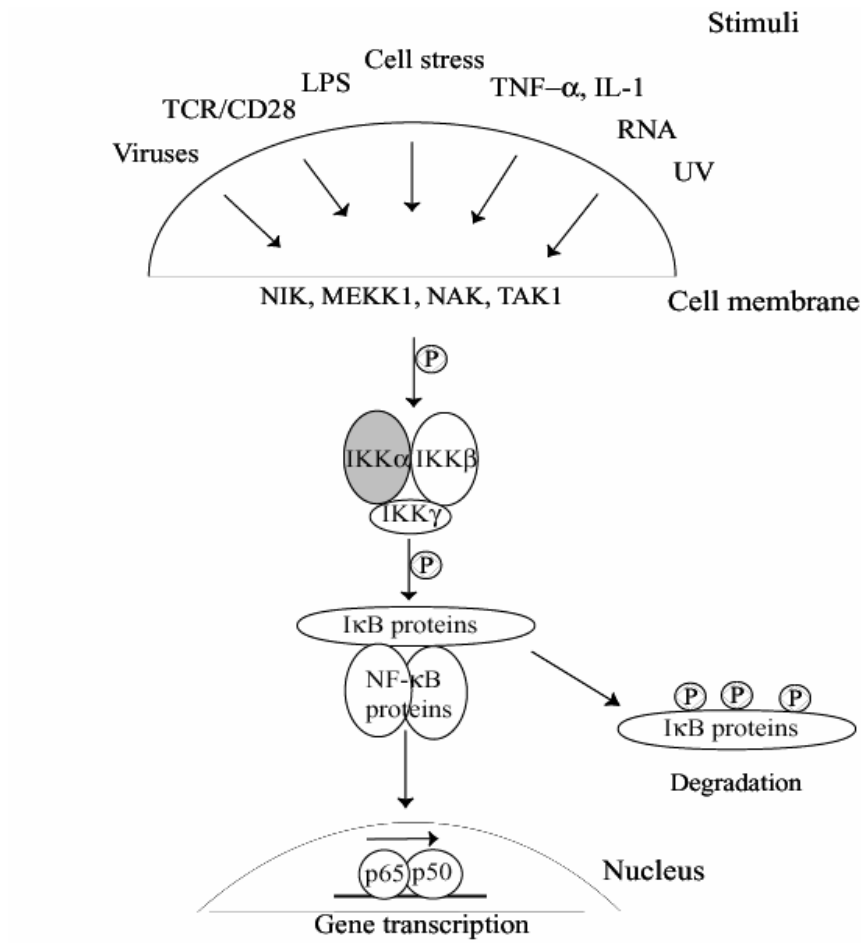 Stimuli
Cell stress
LPS
TNF–α, IL-1
TCR/CD28
RNA
Viruses
UV
NIK, MEKK1, NAK, TAK1
Cell membrane
P
IKKα IKKβ
IKKγ
P
IκB proteins
NF-κB
proteins
P P P
IκB proteins
Degradation
p65 p50
Nucleus
Gene transcription